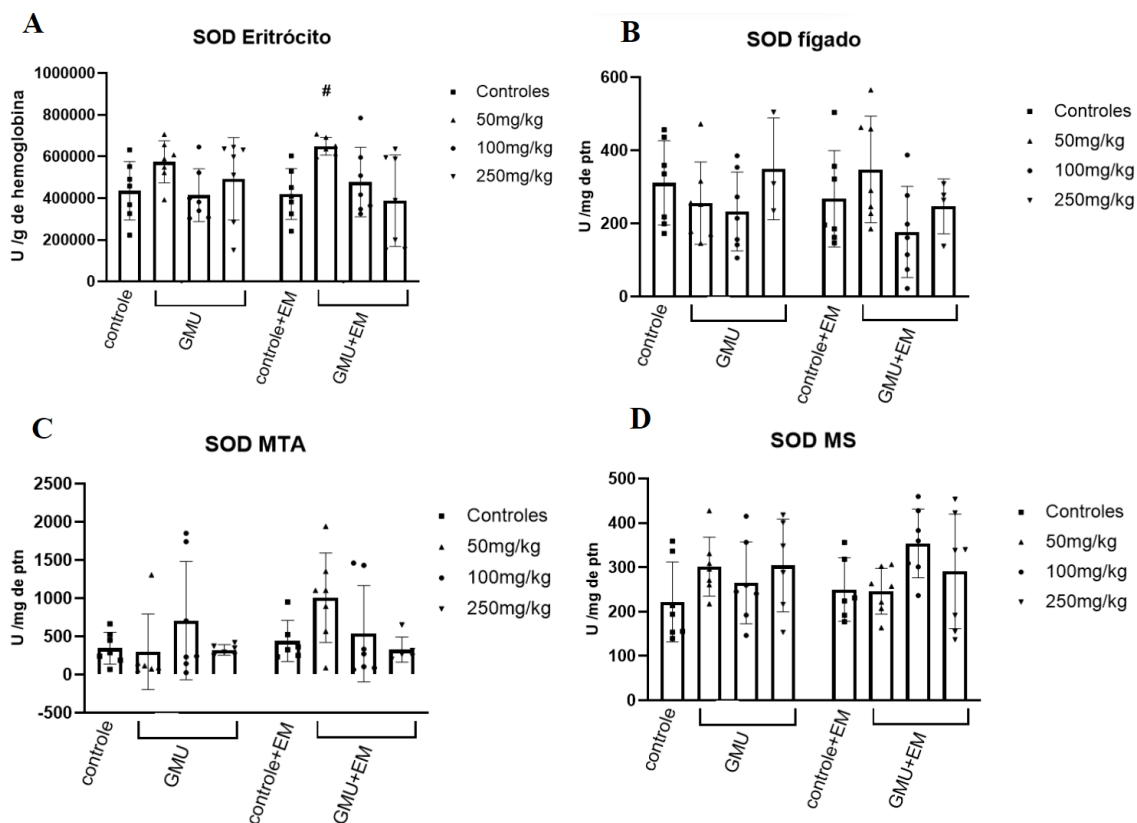 A
SOD Eritrócito
U /g de hemoglobina
1000000
800000
600000
400000
200000
0
#
controle
GMU
controle+EM
GMU+EM
Controles
50mg/kg
100mg/kg
250mg/kg
B
SOD fígado
U /mg de ptn
600
400
200
0
controle
GMU
controle+EM
GMU+EM
Controles
50mg/kg
100mg/kg
250mg/kg
C
SOD MTA
U /mg de ptn
2500
2000
1500
1000
500
0
-500
controle
GMU
controle+EM
GMU+EM
Controles
50mg/kg
100mg/kg
250mg/kg
D
SOD MS
U /mg de ptn
500
400
300
200
100
0
controle
GMU
controle+EM
GMU+EM
Controles
50mg/kg
100mg/kg
250mg/kg